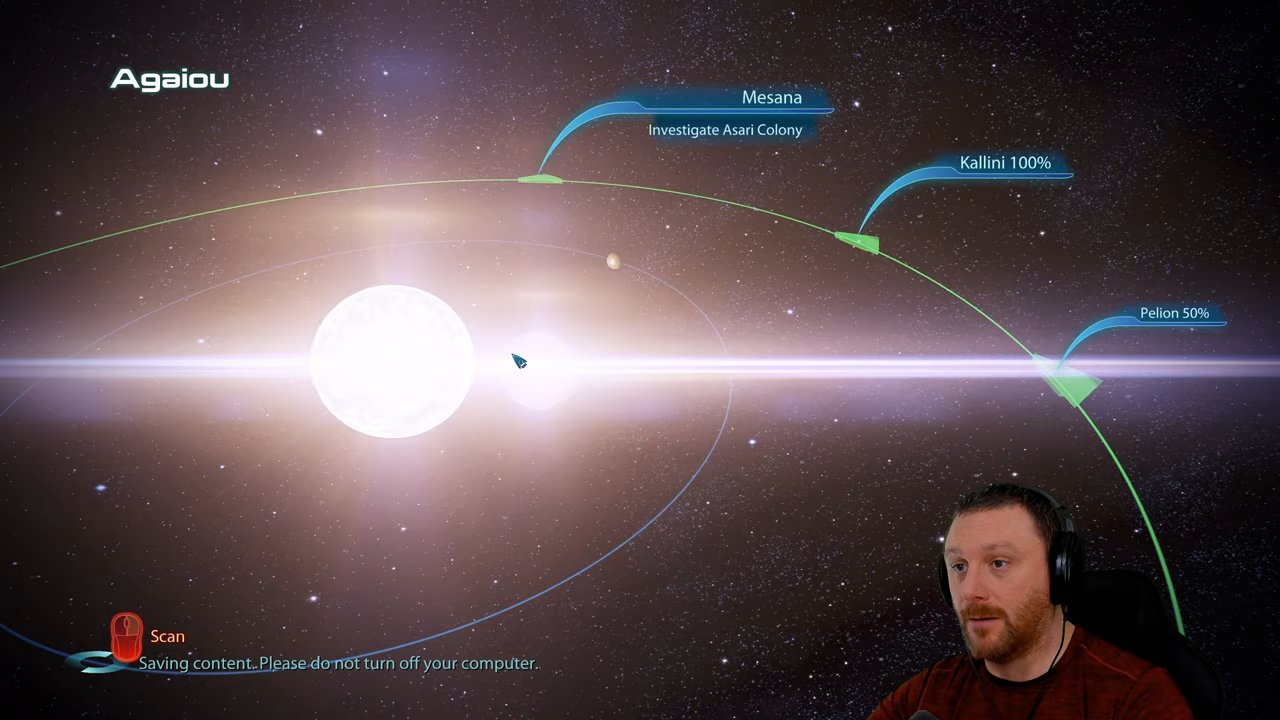 Agaiou
Mesana
Investigate Asari Colony
Kallini 100%
Pelion 50%
Scan
Saving content. Please do not turn off your computer.